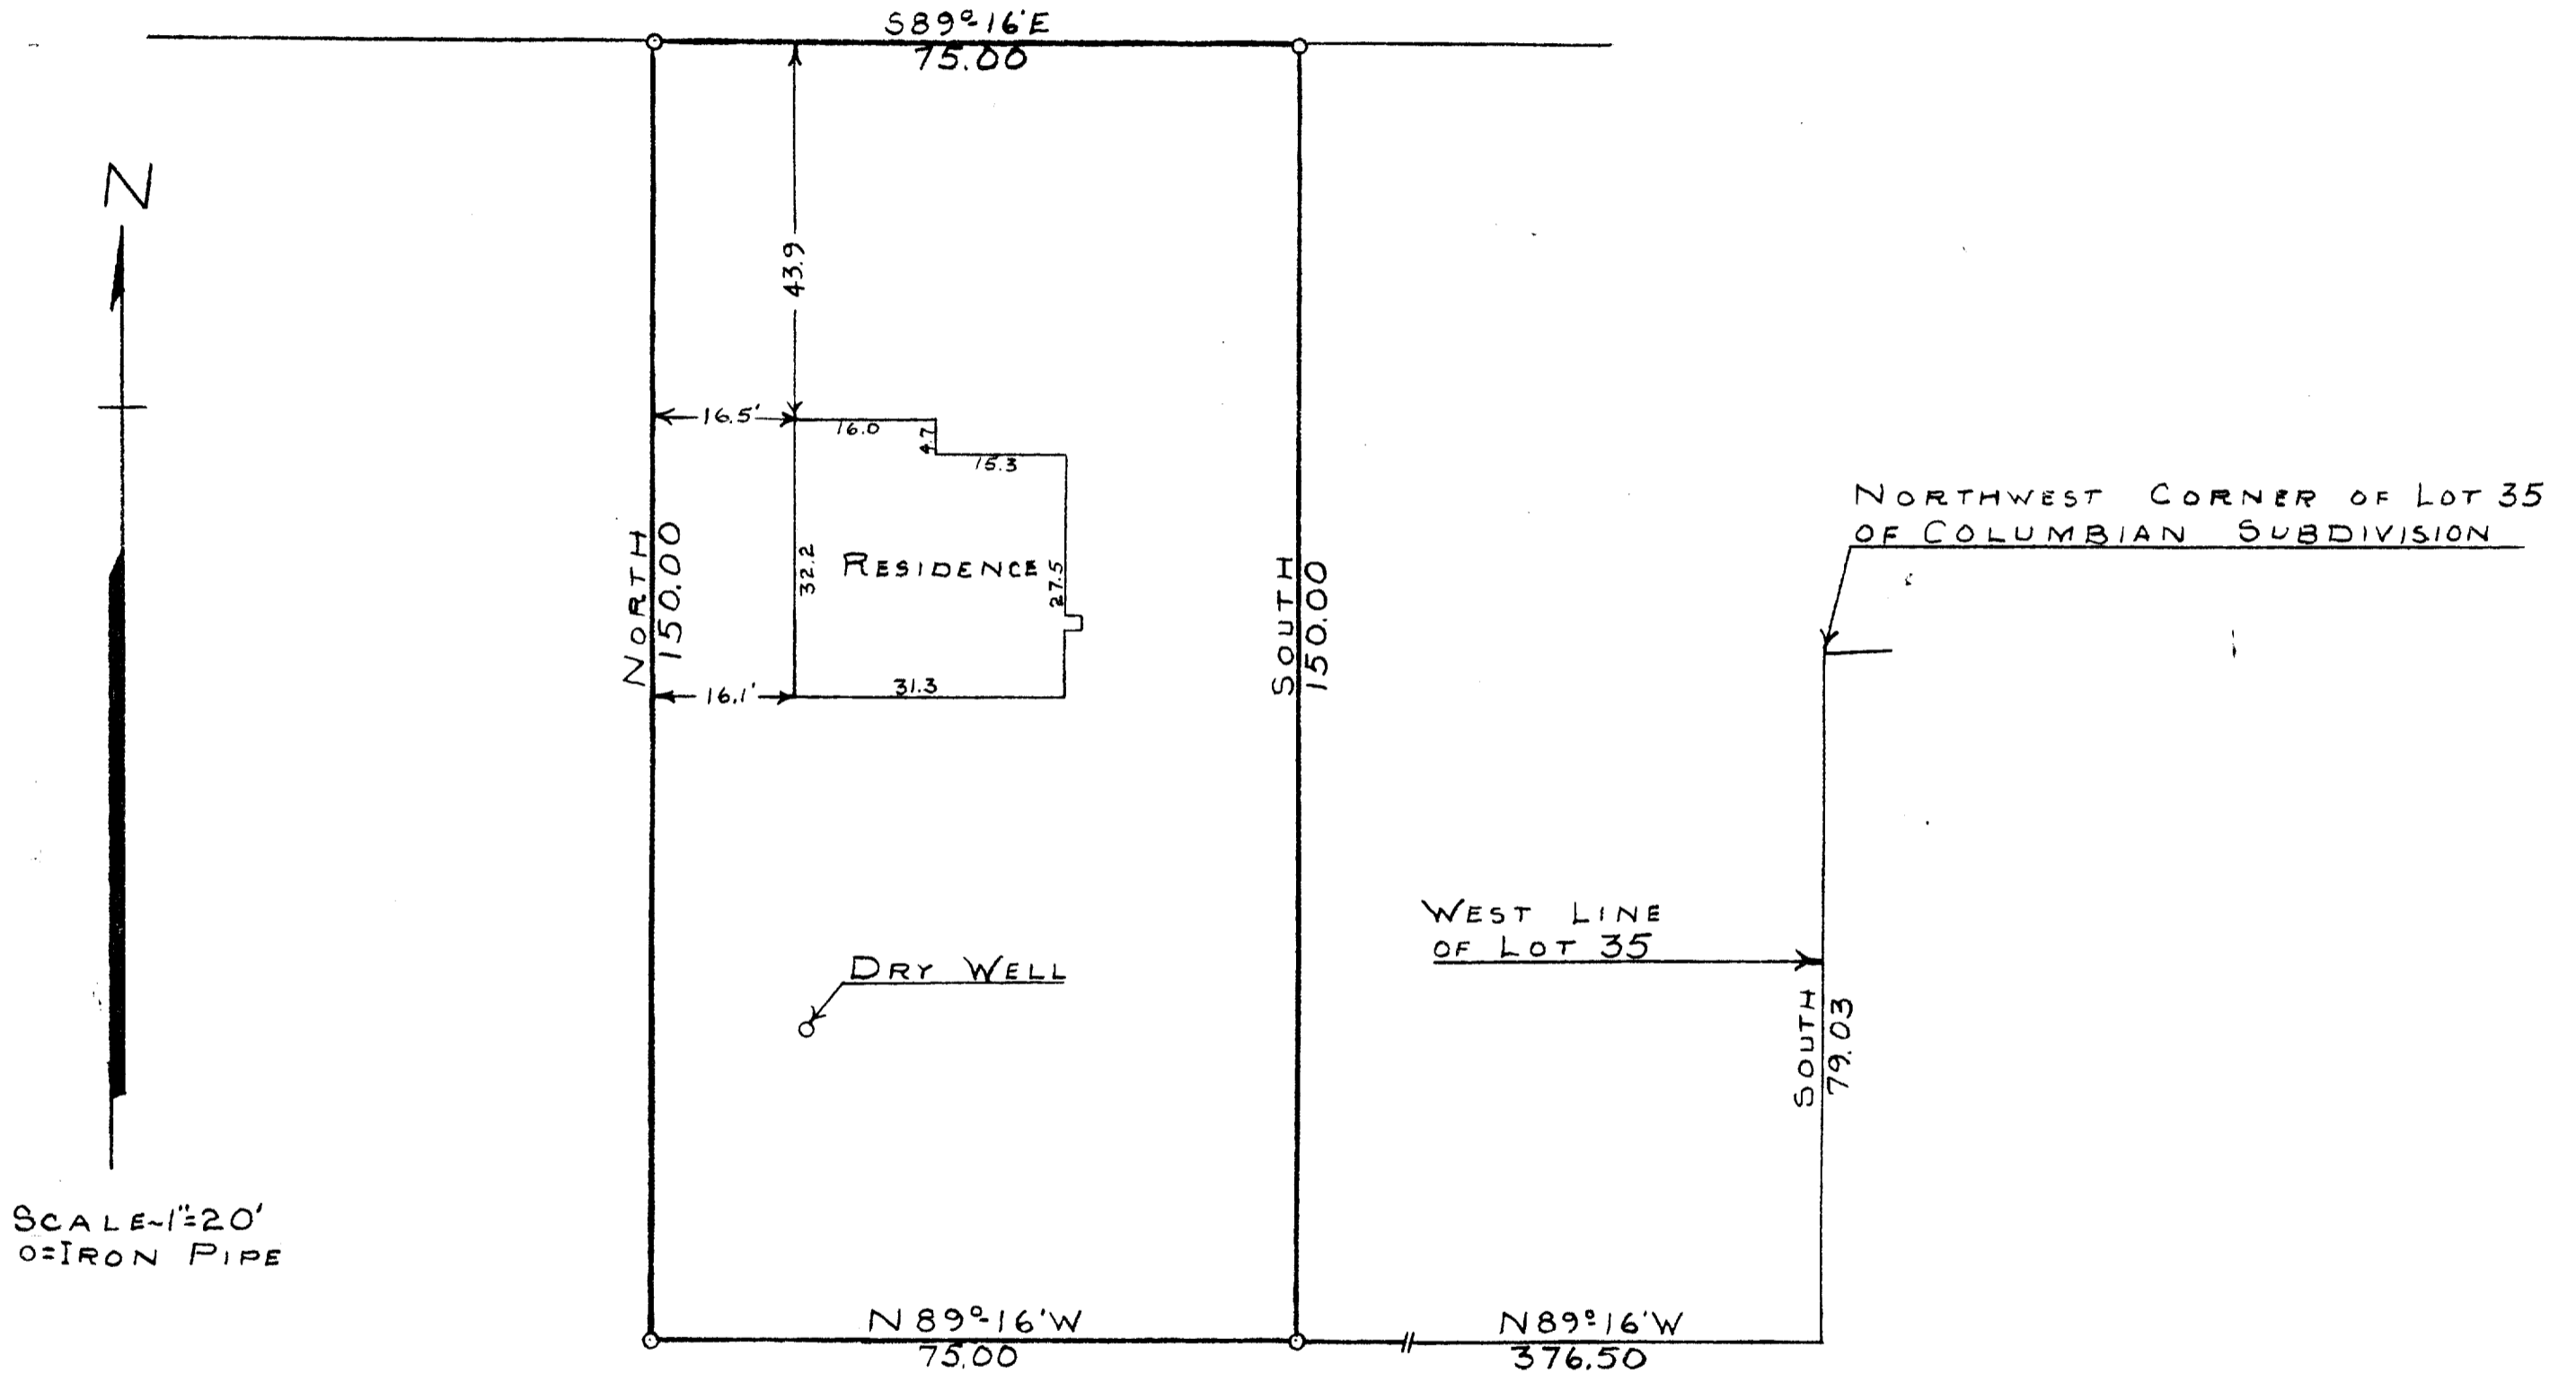 S89°-16'E
75.00
N
43.9
16.5'
16.0
4.7
15.3
NORTHWEST CORNER OF LOT 35
OF COLUMBIAN SUBDIVISION
NORTH
150.00
32.2
RESIDENCE
27.5
SOUTH
150.00
16.1'
31.3
WEST LINE
OF LOT 35
DRY WELL
SOUTH
79.03
SCALE~1"=20'
O=IRON PIPE
N89°-16'W
75.00
N89°16'W
376.50